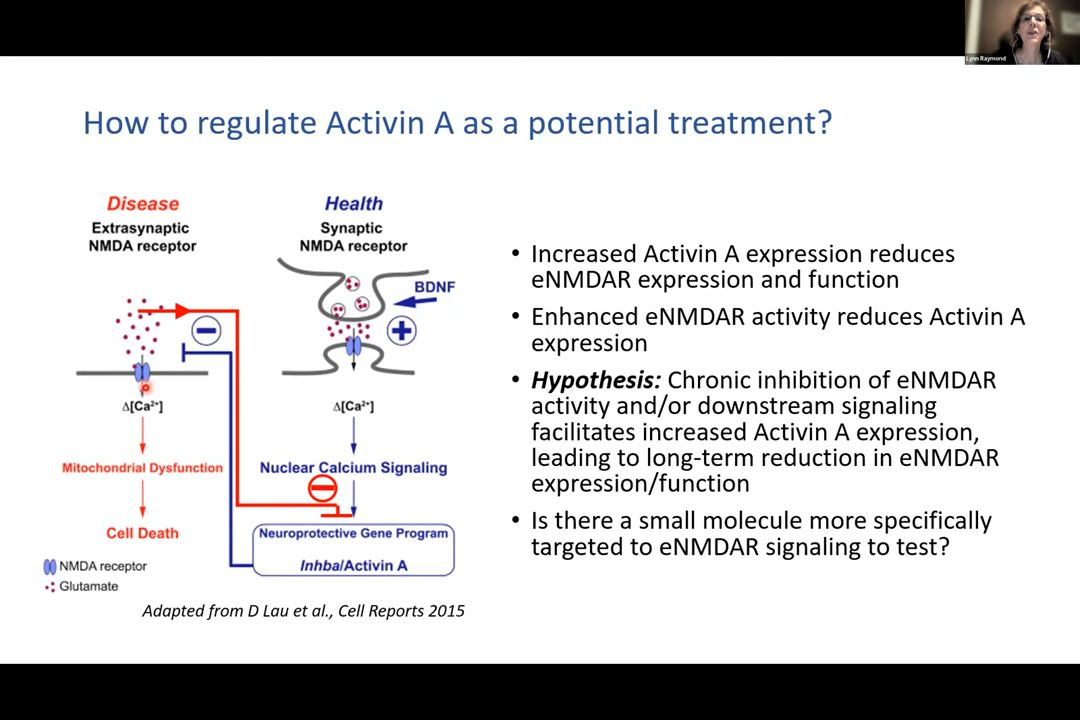 Lynn Raymond
How to regulate Activin A as a potential treatment?
Disease
Extrasynaptic
NMDA receptor
Health
Synaptic
NMDA receptor
BDNF
Δ[Ca²⁺]
Δ[Ca²⁺]
Mitochondrial Dysfunction
Nuclear Calcium Signaling
Cell Death
Neuroprotective Gene Program
Inhba/Activin A
NMDA receptor
Glutamate
Adapted from D Lau et al., Cell Reports 2015
• Increased Activin A expression reduces
eNMDAR expression and function
• Enhanced eNMDAR activity reduces Activin A
expression
• Hypothesis: Chronic inhibition of eNMDAR
activity and/or downstream signaling
facilitates increased Activin A expression,
leading to long-term reduction in eNMDAR
expression/function
• Is there a small molecule more specifically
targeted to eNMDAR signaling to test?